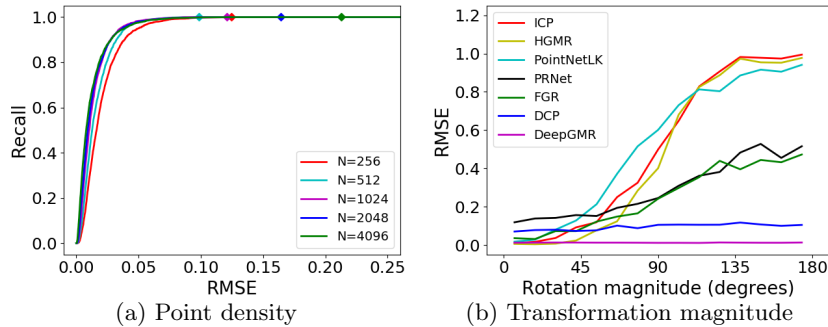 1.0
0.8
0.6
0.4
0.2
0.0
Recall
0.00 0.05 0.10 0.15 0.20 0.25
RMSE
N=256
N=512
N=1024
N=2048
N=4096
(a) Point density
1.2
1.0
0.8
0.6
0.4
0.2
0.0
RMSE
ICP
HGMR
PointNetLK
PRNet
FGR
DCP
DeepGMR
0 45 90 135 180
Rotation magnitude (degrees)
(b) Transformation magnitude